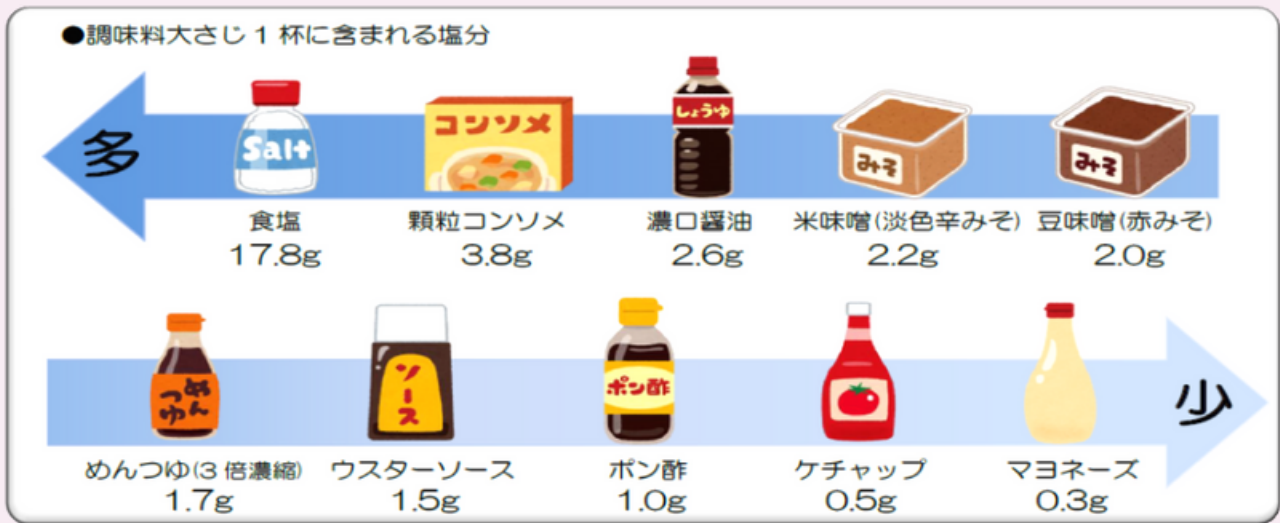 ●調味料大さじ 1 杯に含まれる塩分
多
Salt
コンソメ
しょうゆ
みそ
みそ
食塩
顆粒コンソメ
濃口醤油
米味噌(淡色辛みそ)
豆味噌(赤みそ)
17.8g
3.8g
2.6g
2.2g
2.0g
めんつゆ
ソース
ポン酢
少
めんつゆ(3 倍濃縮)
ウスターソース
ポン酢
ケチャップ
マヨネーズ
1.7g
1.5g
1.0g
0.5g
0.3g